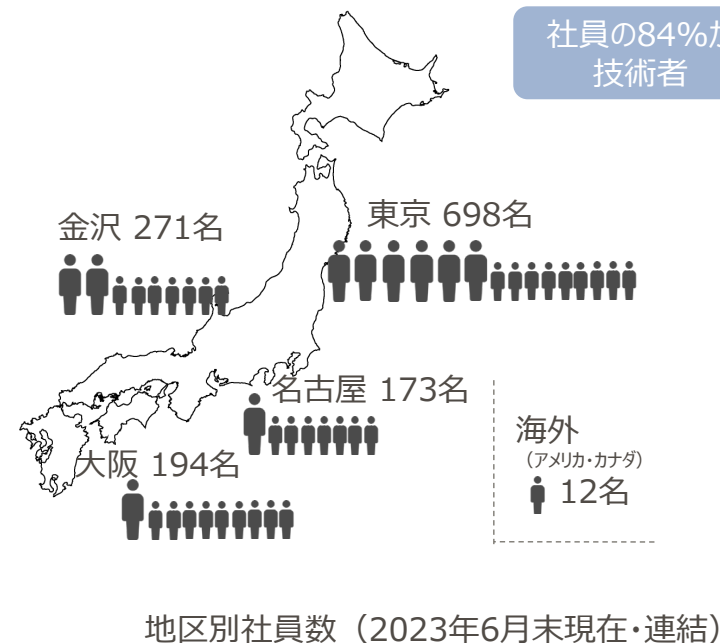 社員の84%が
技術者
金沢 271名
東京 698名
名古屋 173名
大阪 194名
海外
（アメリカ・カナダ）
12名
地区別社員数（2023年6月末現在・連結）